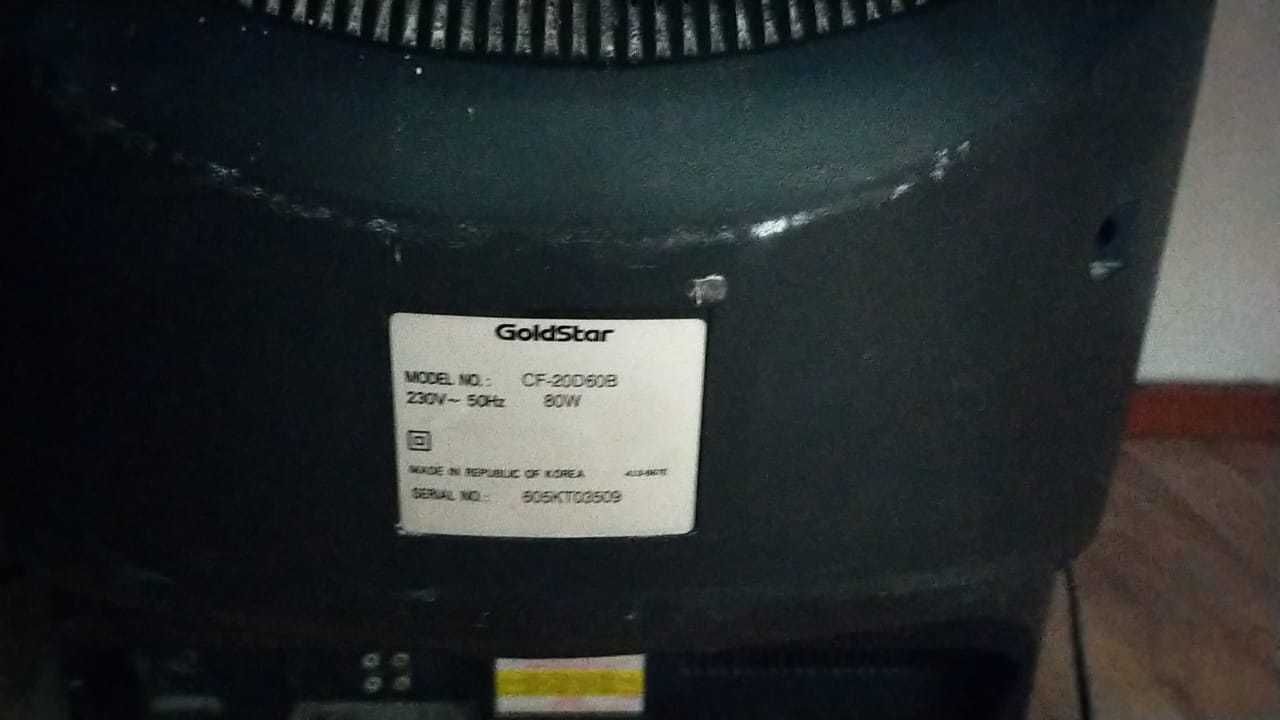 GoldStar
MODEL NO.: CF-20D60B
230V~ 50Hz 80W
MADE IN REPUBLIC OF KOREA
SERIAL NO.: 605KT03509